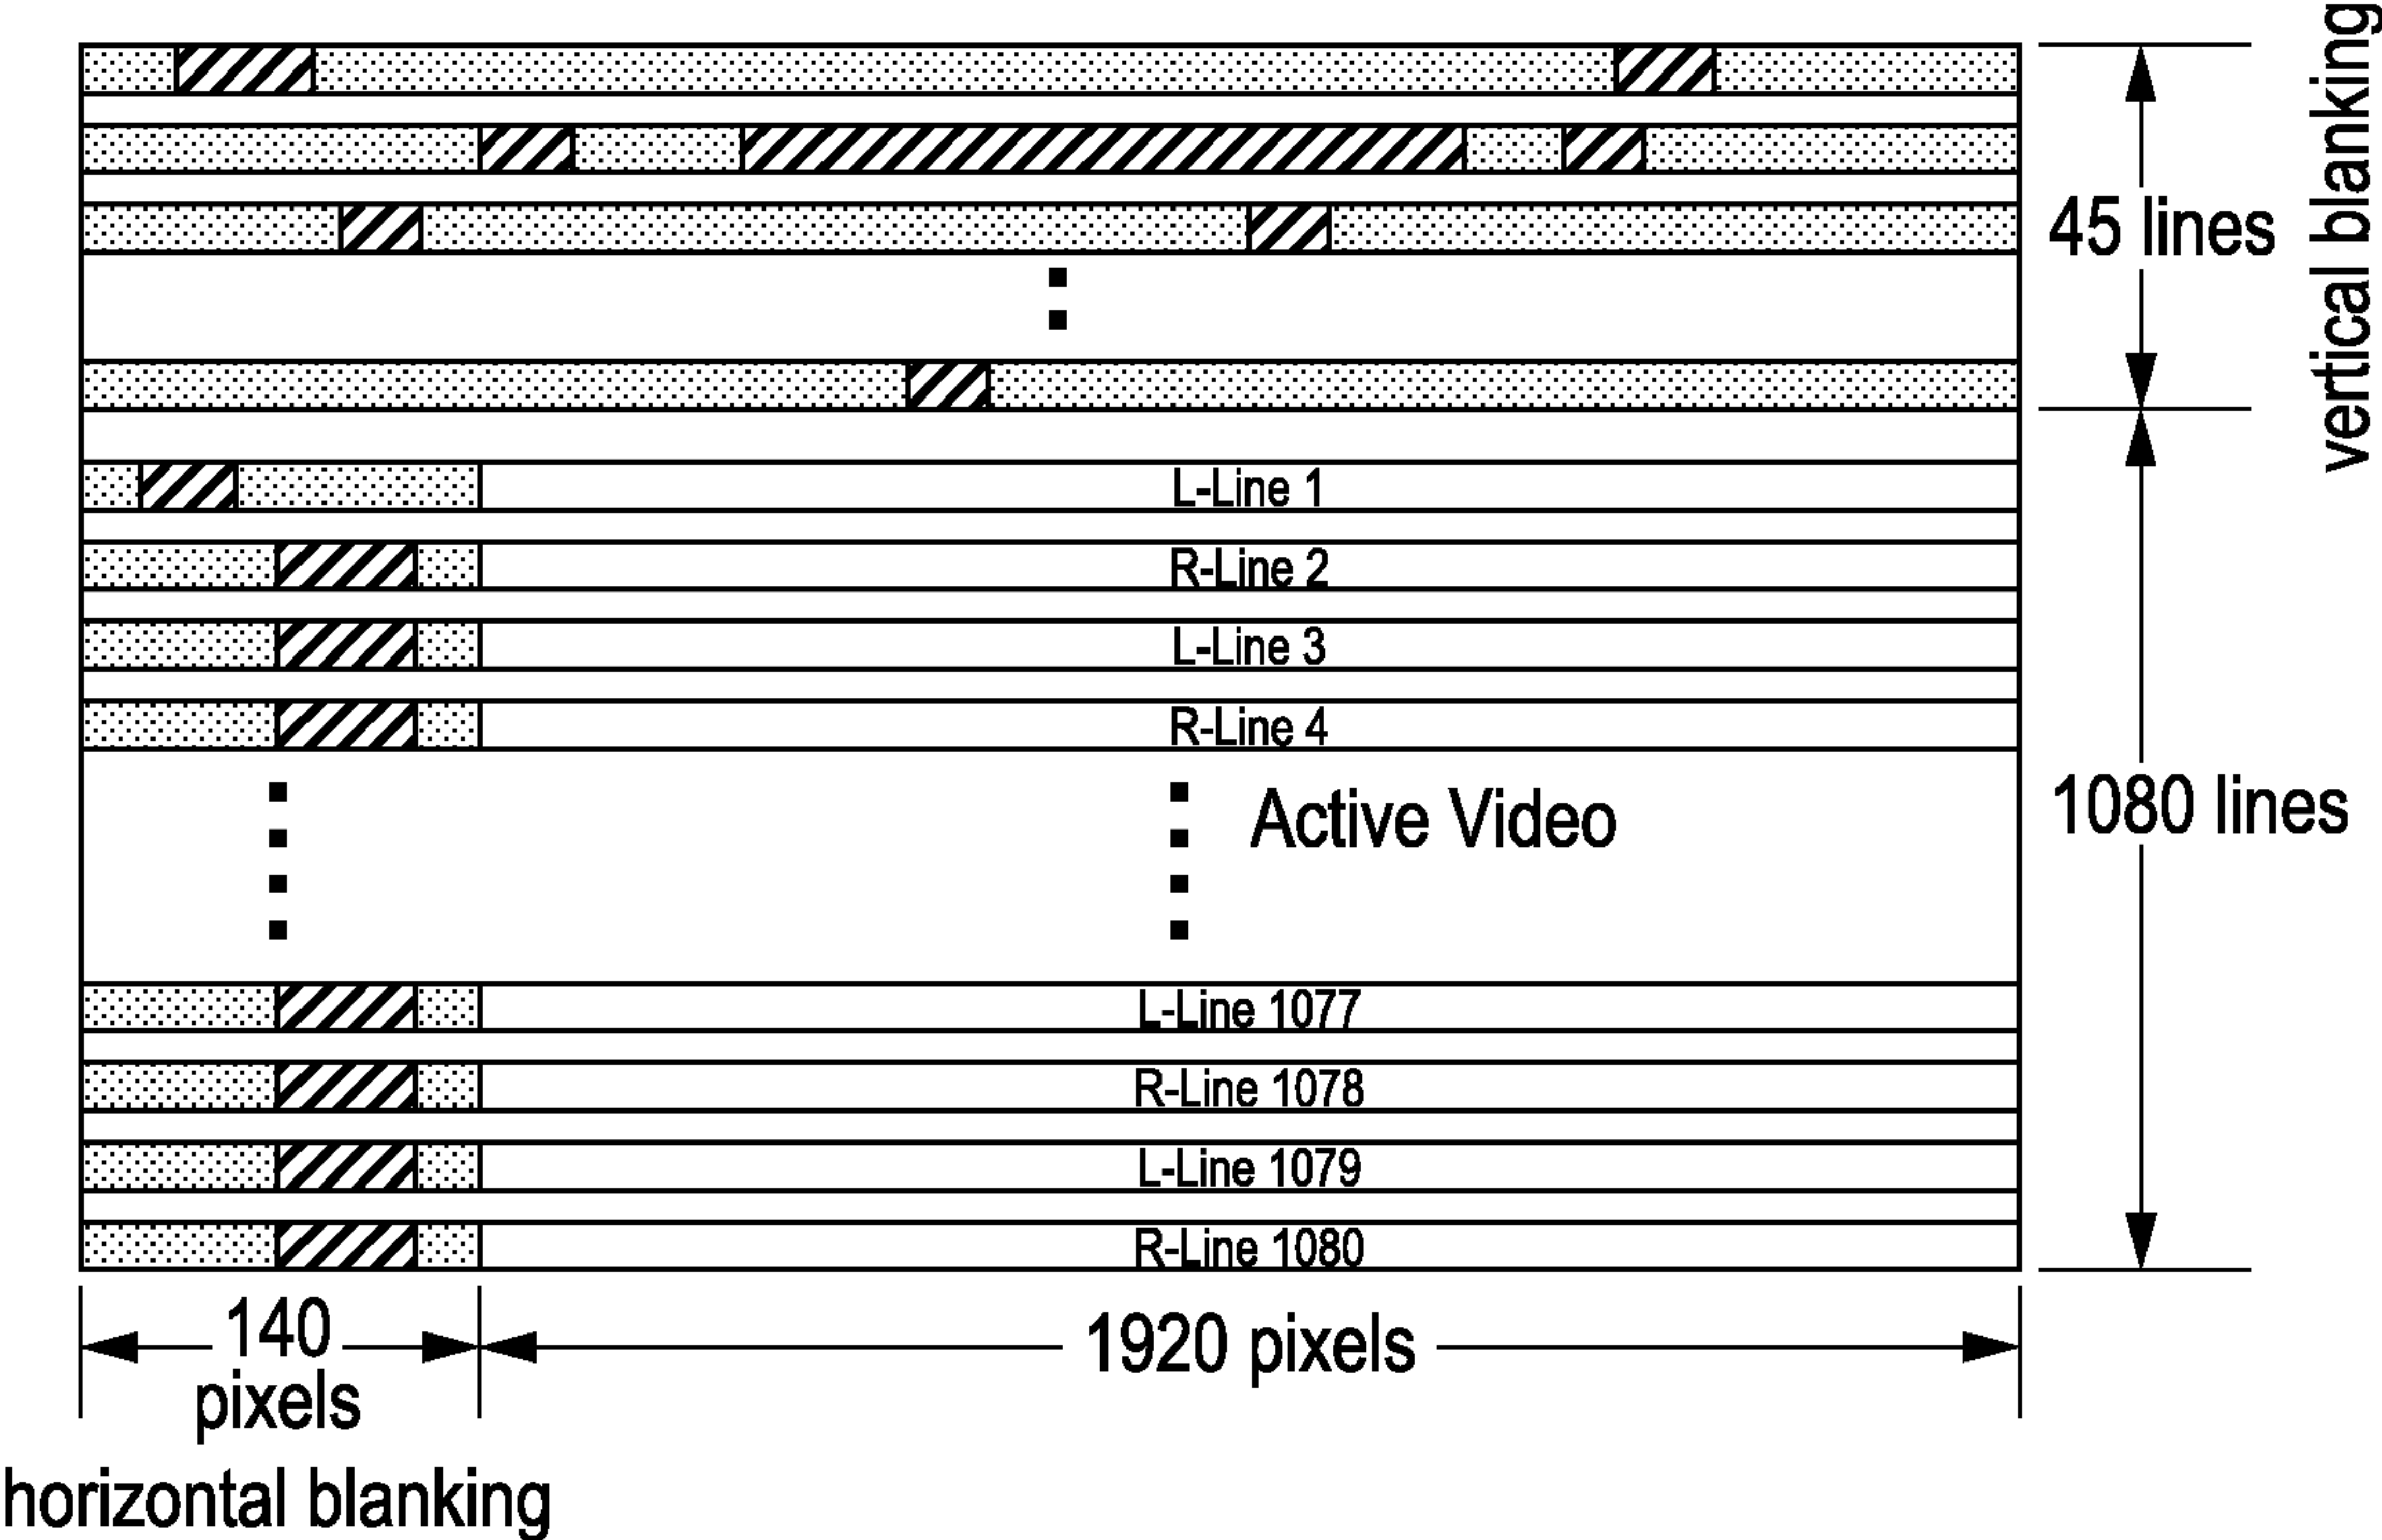 vertical blanking
45 lines
L-Line 1
R-Line 2
L-Line 3
R-Line 4
Active Video
1080 lines
L-Line 1077
R-Line 1078
L-Line 1079
R-Line 1080
140
pixels
1920 pixels
horizontal blanking